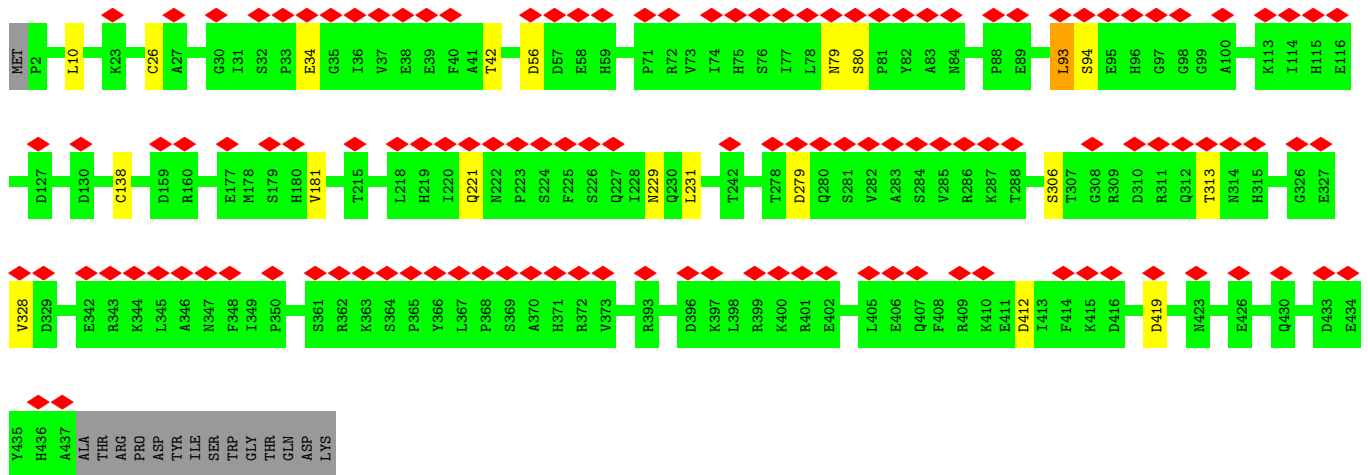 MET P2 L10 K23 C26 A27 G30 I31 S32 P33 E34 G35 I36 V37 E38 E39 F40 A41 T42 D56 D57 E58 H59 P71 R72 V73 I74 H75 S76 I77 L78 N79 S80 P81 Y82 A83 N84 P88 E89 L93 S94 E95 H96 G97 G98 G99 A100 K113 I114 H115 E116
D127 D130 C138 D159 R160 E177 M178 S179 H180 V181 T215 L218 H219 I220 Q221 N222 P223 S224 F225 S226 Q227 I228 N229 Q230 L231 T242 T278 D279 Q280 S281 V282 A283 S284 V285 R286 K287 T288 S306 T307 G308 R309 D310 R311 Q312 T313 N314 H315 G326 E327
V328 D329 E342 R343 K344 L345 A346 N347 F348 I349 P350 S361 R362 K363 S364 P365 Y366 L367 P368 S369 A370 H371 R372 V373 R393 D396 K397 L398 R399 K400 R401 E402 L405 E406 Q407 F408 R409 K410 E411 D412 I413 F414 K415 D416 D419 N423 E426 Q430 D433 E434
Y435 H436 A437 ALA THR ARG PRO ASP TYR ILE SER TRP GLY THR GLN ASP LYS